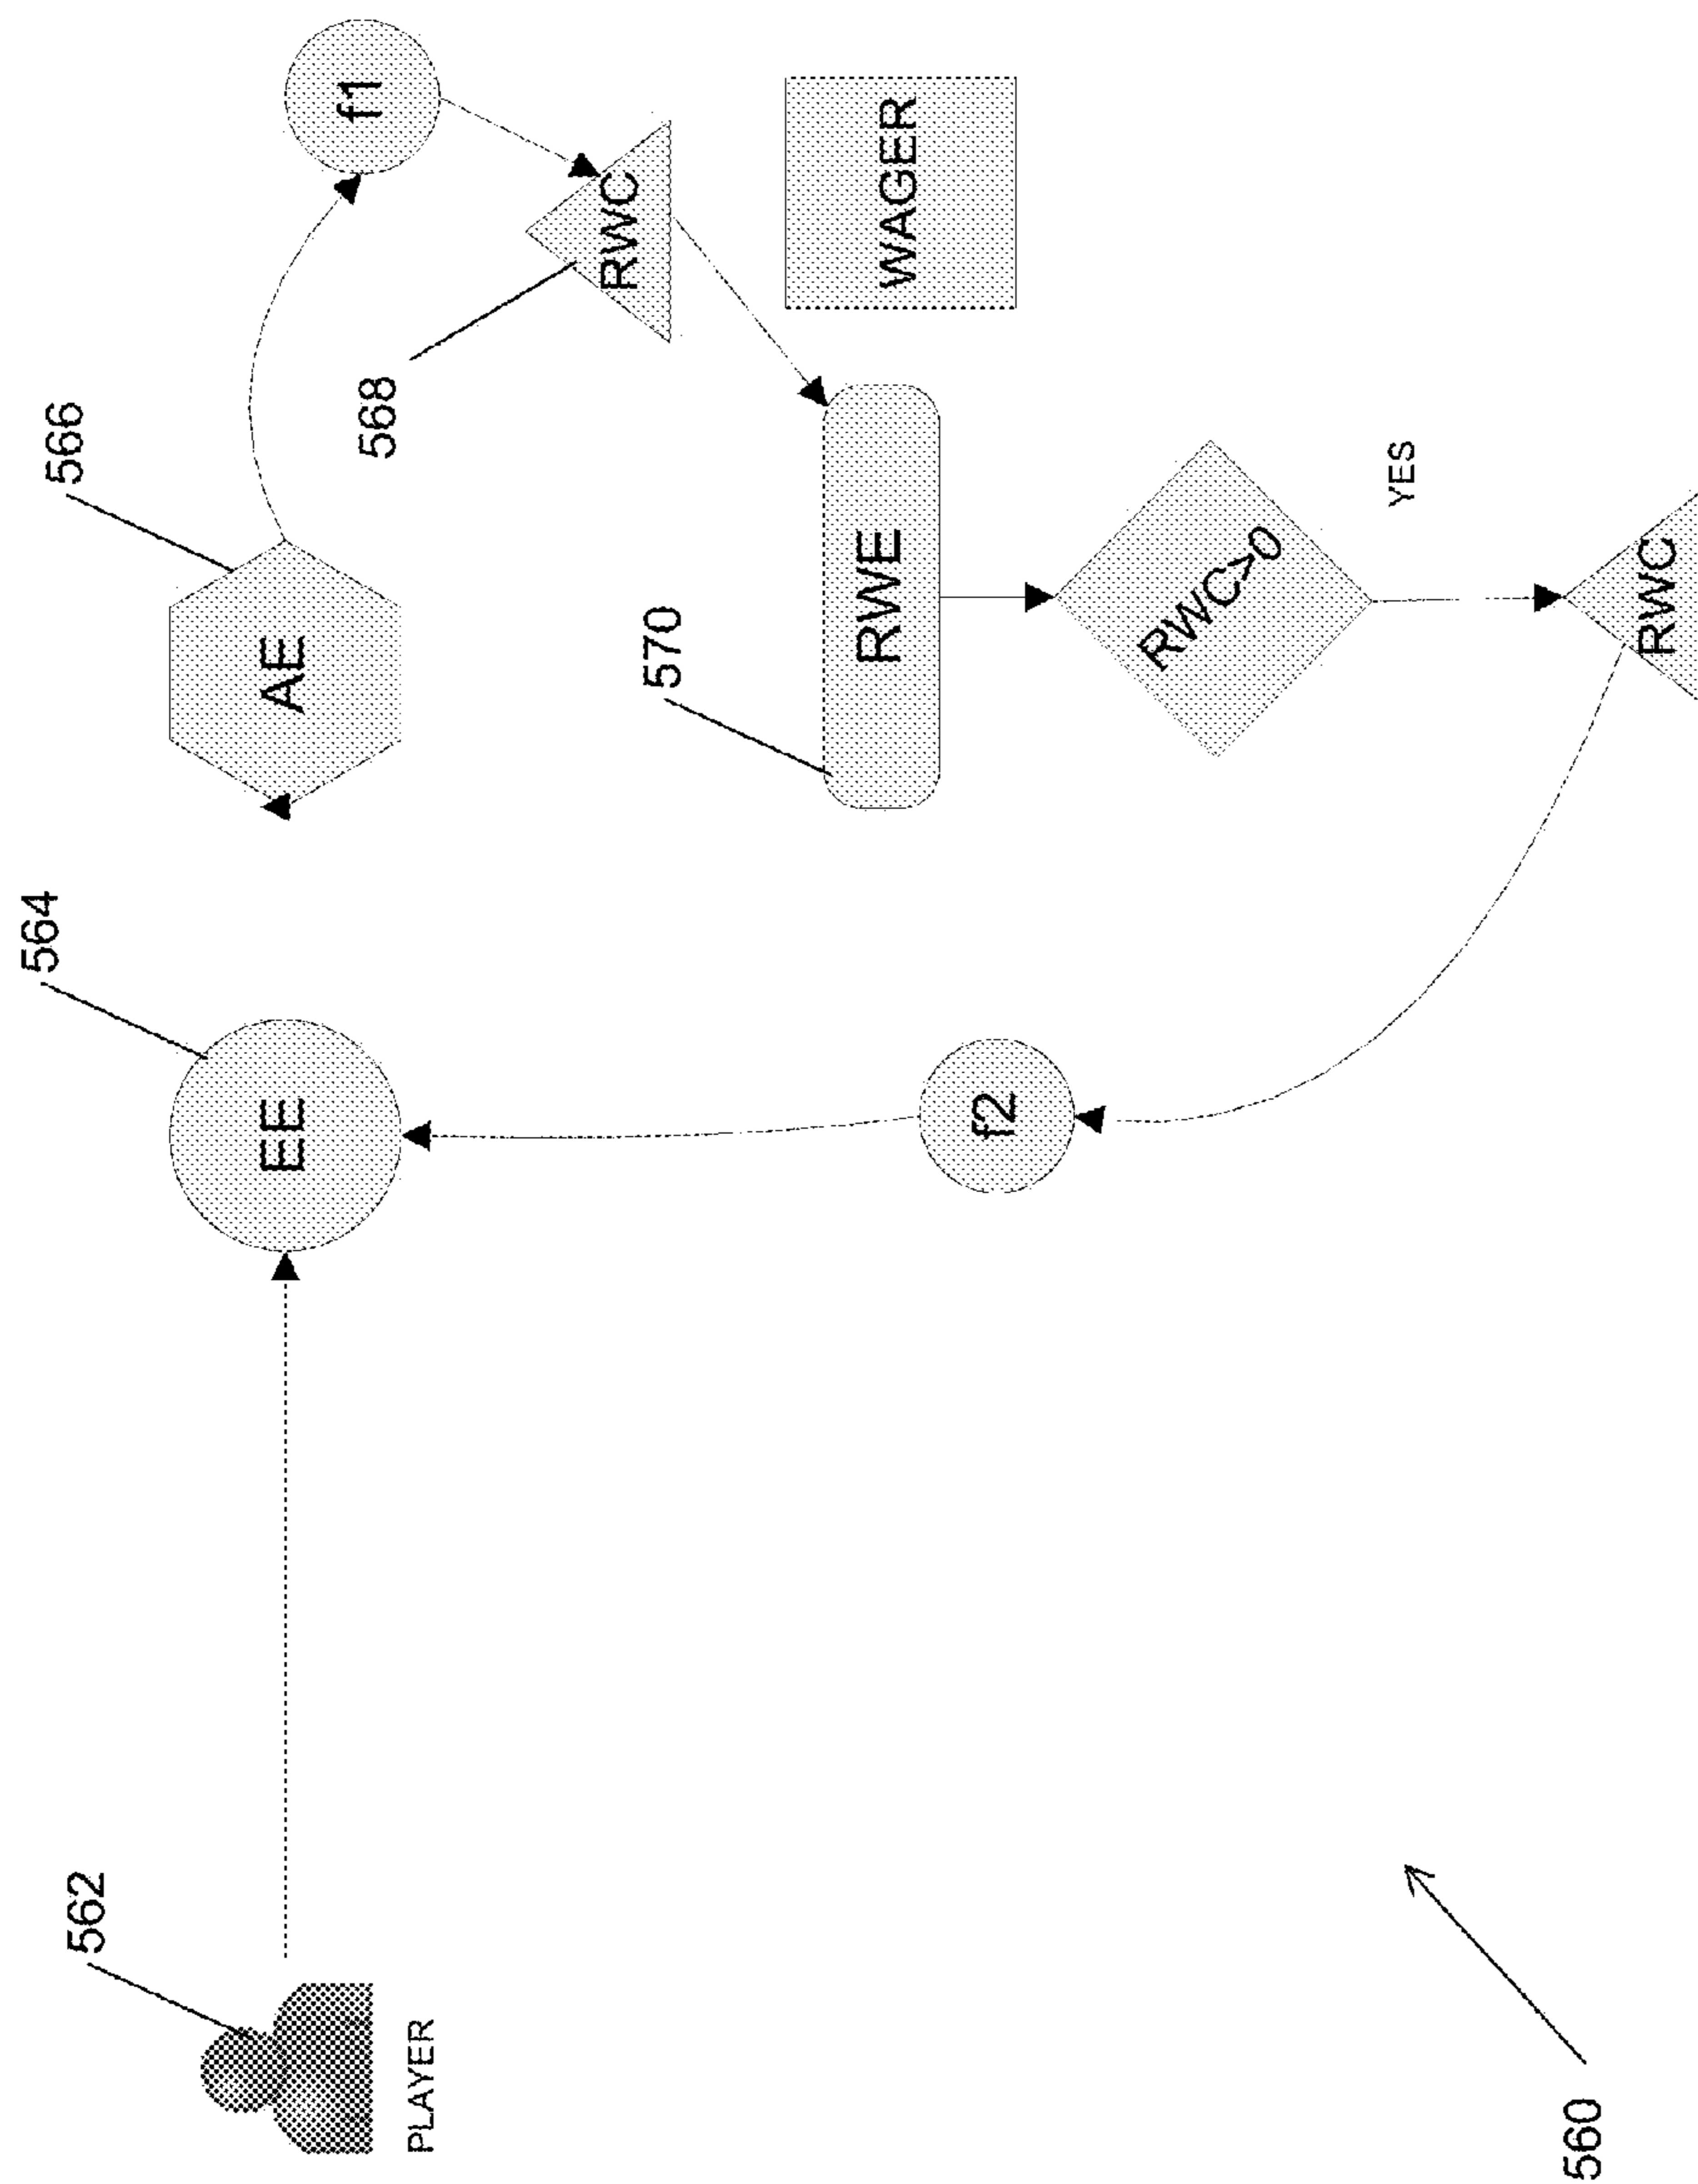 562
PLAYER
564
EE
566
AE
f1
568
RWC
WAGER
570
RWE
RWC>0
YES
RWC
f2
560